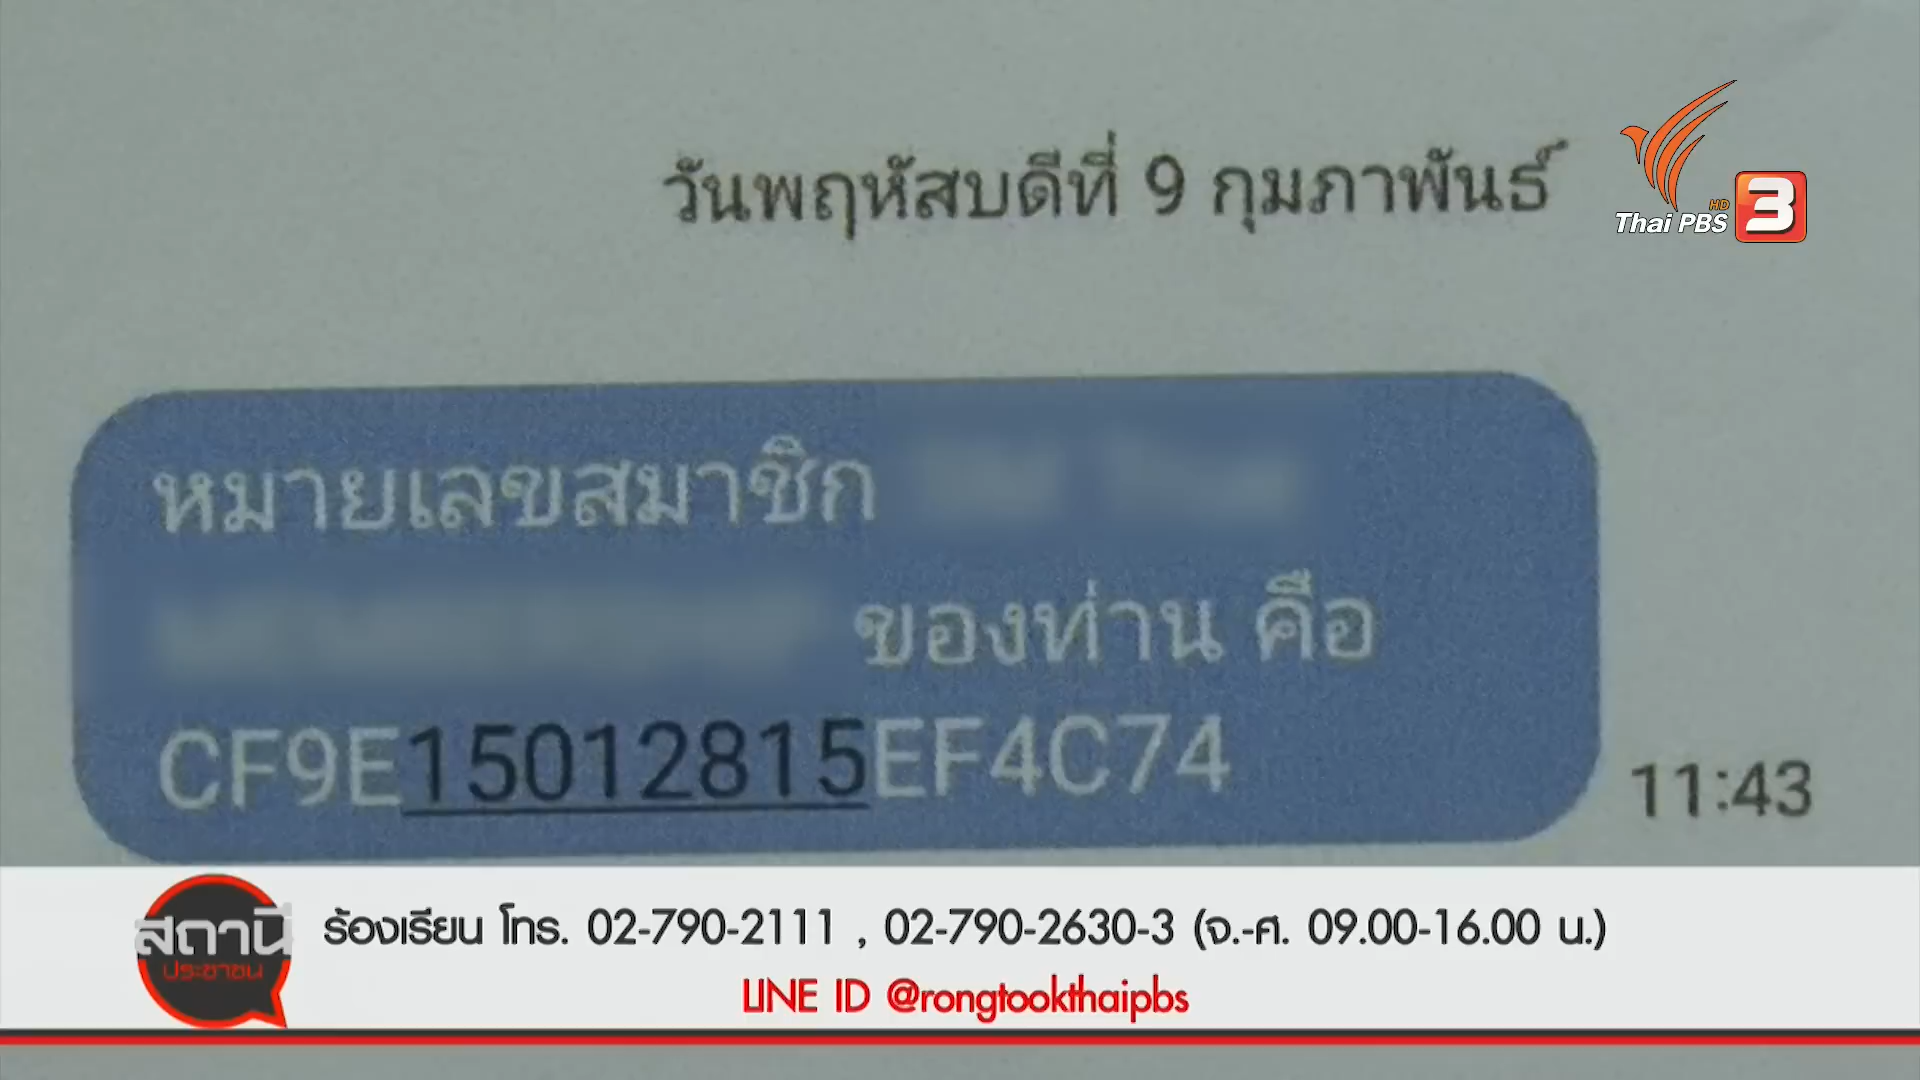 วันพฤหัสบดีที่ 9 กุมภาพันธ์
HD
Thai PBS 3
หมายเลขสมาชิก
ของท่าน คือ
CF9E15012815EF4C74
11:43
สถานี
ประชาชน
ร้องเรียน โทร. 02-790-2111 , 02-790-2630-3 (จ.-ศ. 09.00-16.00 น.)
LINE ID @rongtookthaipbs